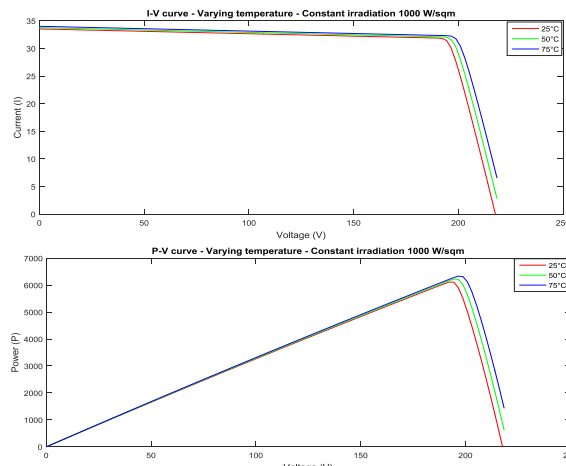 I-V curve - Varying temperature - Constant irradiation 1000 W/sqm
35
30
25
20
15
10
5
0
Current (I)
25°C
50°C
75°C
0 50 100 150 200 250
Voltage (V)
P-V curve - Varying temperature - Constant irradiation 1000 W/sqm
7000
6000
5000
4000
3000
2000
1000
0
Power (P)
25°C
50°C
75°C
0 50 100 150 200
Voltage (V)